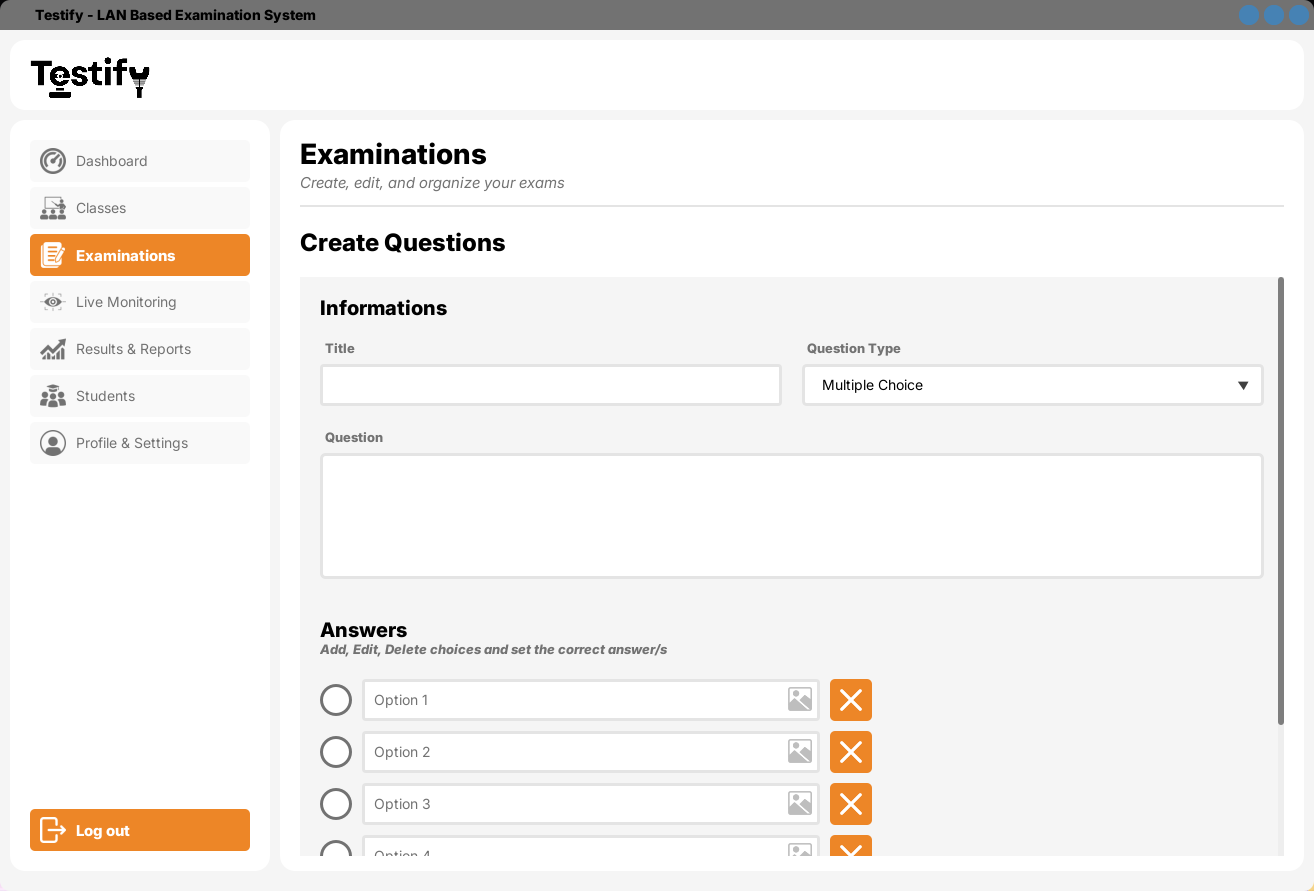 Testify - LAN Based Examination System
Testify
Dashboard
Classes
Examinations
Live Monitoring
Results & Reports
Students
Profile & Settings
Log out
Examinations
Create, edit, and organize your exams
Create Questions
Informations
Title
Question Type
Multiple Choice
Question
Answers
Add, Edit, Delete choices and set the correct answer/s
Option 1
Option 2
Option 3
Option 4